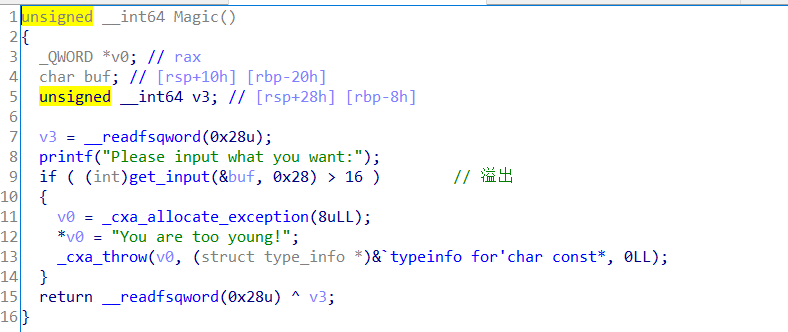 1 unsigned __int64 Magic()
2 {
3   _QWORD *v0; // rax
4   char buf; // [rsp+10h] [rbp-20h]
5   unsigned __int64 v3; // [rsp+28h] [rbp-8h]
6
7   v3 = __readfsqword(0x28u);
8   printf("Please input what you want:");
9   if ( (int)get_input(&buf, 0x28) > 16 )         // 溢出
10   {
11     v0 = _cxa_allocate_exception(8uLL);
12     *v0 = "You are too young!";
13     _cxa_throw(v0, (struct type_info *)&`typeinfo for'char const*, 0LL);
14   }
15   return __readfsqword(0x28u) ^ v3;
16 }